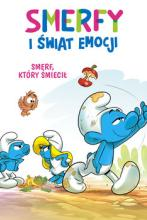 SMERFY
I ŚWIAT EMOCJI
SMERF,
KTÓRY ŚMIECIŁ